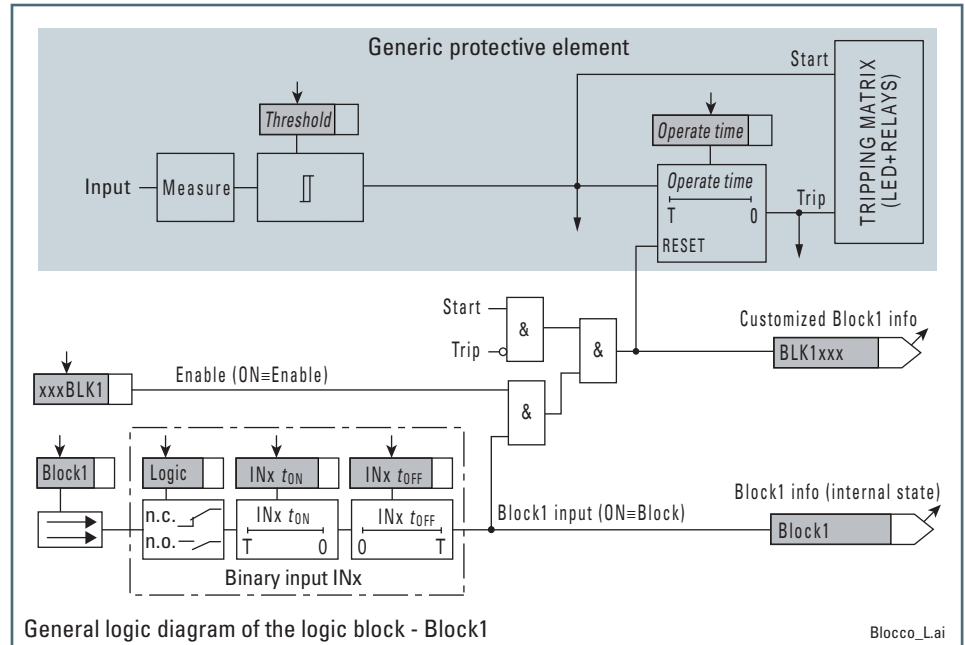 Generic protective element
Start
TRIPPING MATRIX
(LED+RELAYS)
Threshold
Operate time
Input
Measure
Operate time
T 0
Trip
RESET
Start
&
Trip
&
Customized Block1 info
BLK1xxx
Enable (ON≡Enable)
xxxBLK1
&
Block1
Logic
INx tON
INx tOFF
Block1 info (internal state)
n.c.
n.o.
INx tON
T 0
INx tOFF
0 T
Block1 input (ON≡Block)
Block1
Binary input INx
General logic diagram of the logic block - Block1
Blocco_L.ai